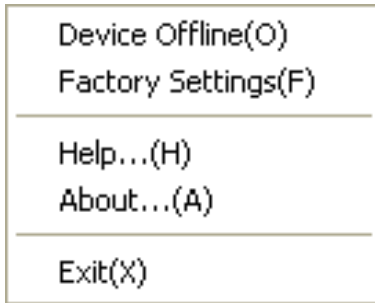 Device Offline(O)
Factory Settings(F)
Help...(H)
About...(A)
Exit(X)